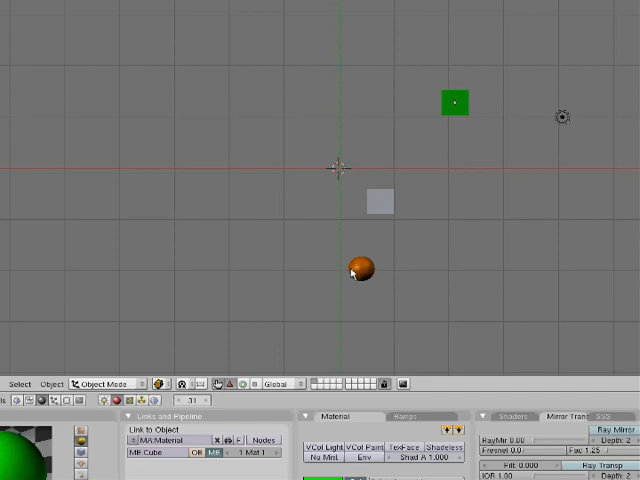 Select Object Object Mode Global
31
Links and Pipeline Material Ramps Shaders Mirror Trans SSS
Link to Object
MA:Material X F Nodes
ME:Cube OB ME 1 Mat 1
VCol Light VCol Paint TexFace Shadeless
No Mist Env Shad A 1.000
Ray Mirror
RayMir 0.00 Depth: 2
Fresnel 0.0 Fac 1.25
Ray Transp
Filt: 0.000
IOR 1.00 Depth: 2